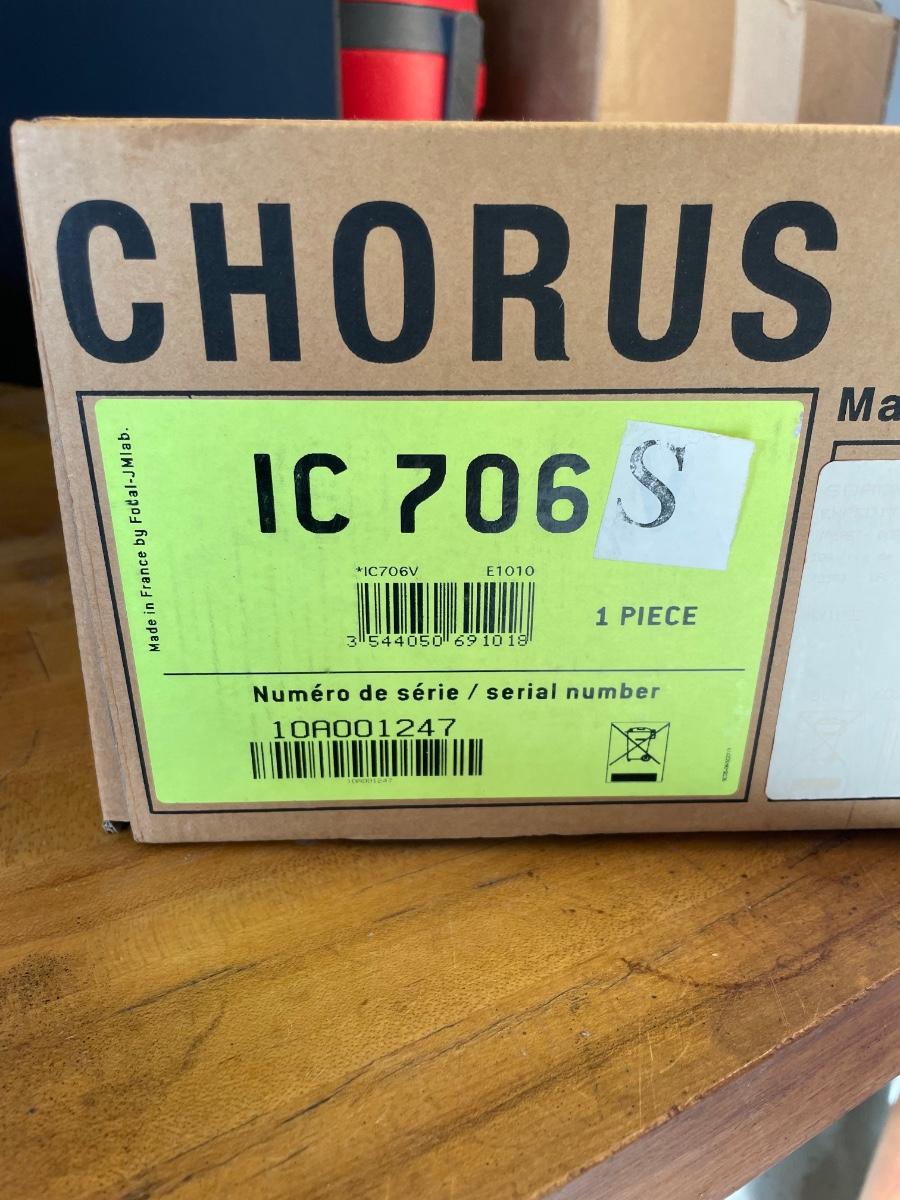 CHORUS
Ma
Made in France by Focal-JMlab.
IC 706 S
*IC706V E1010
3 544050 691018
1 PIECE
Numéro de série / serial number
10A001247
10A001247